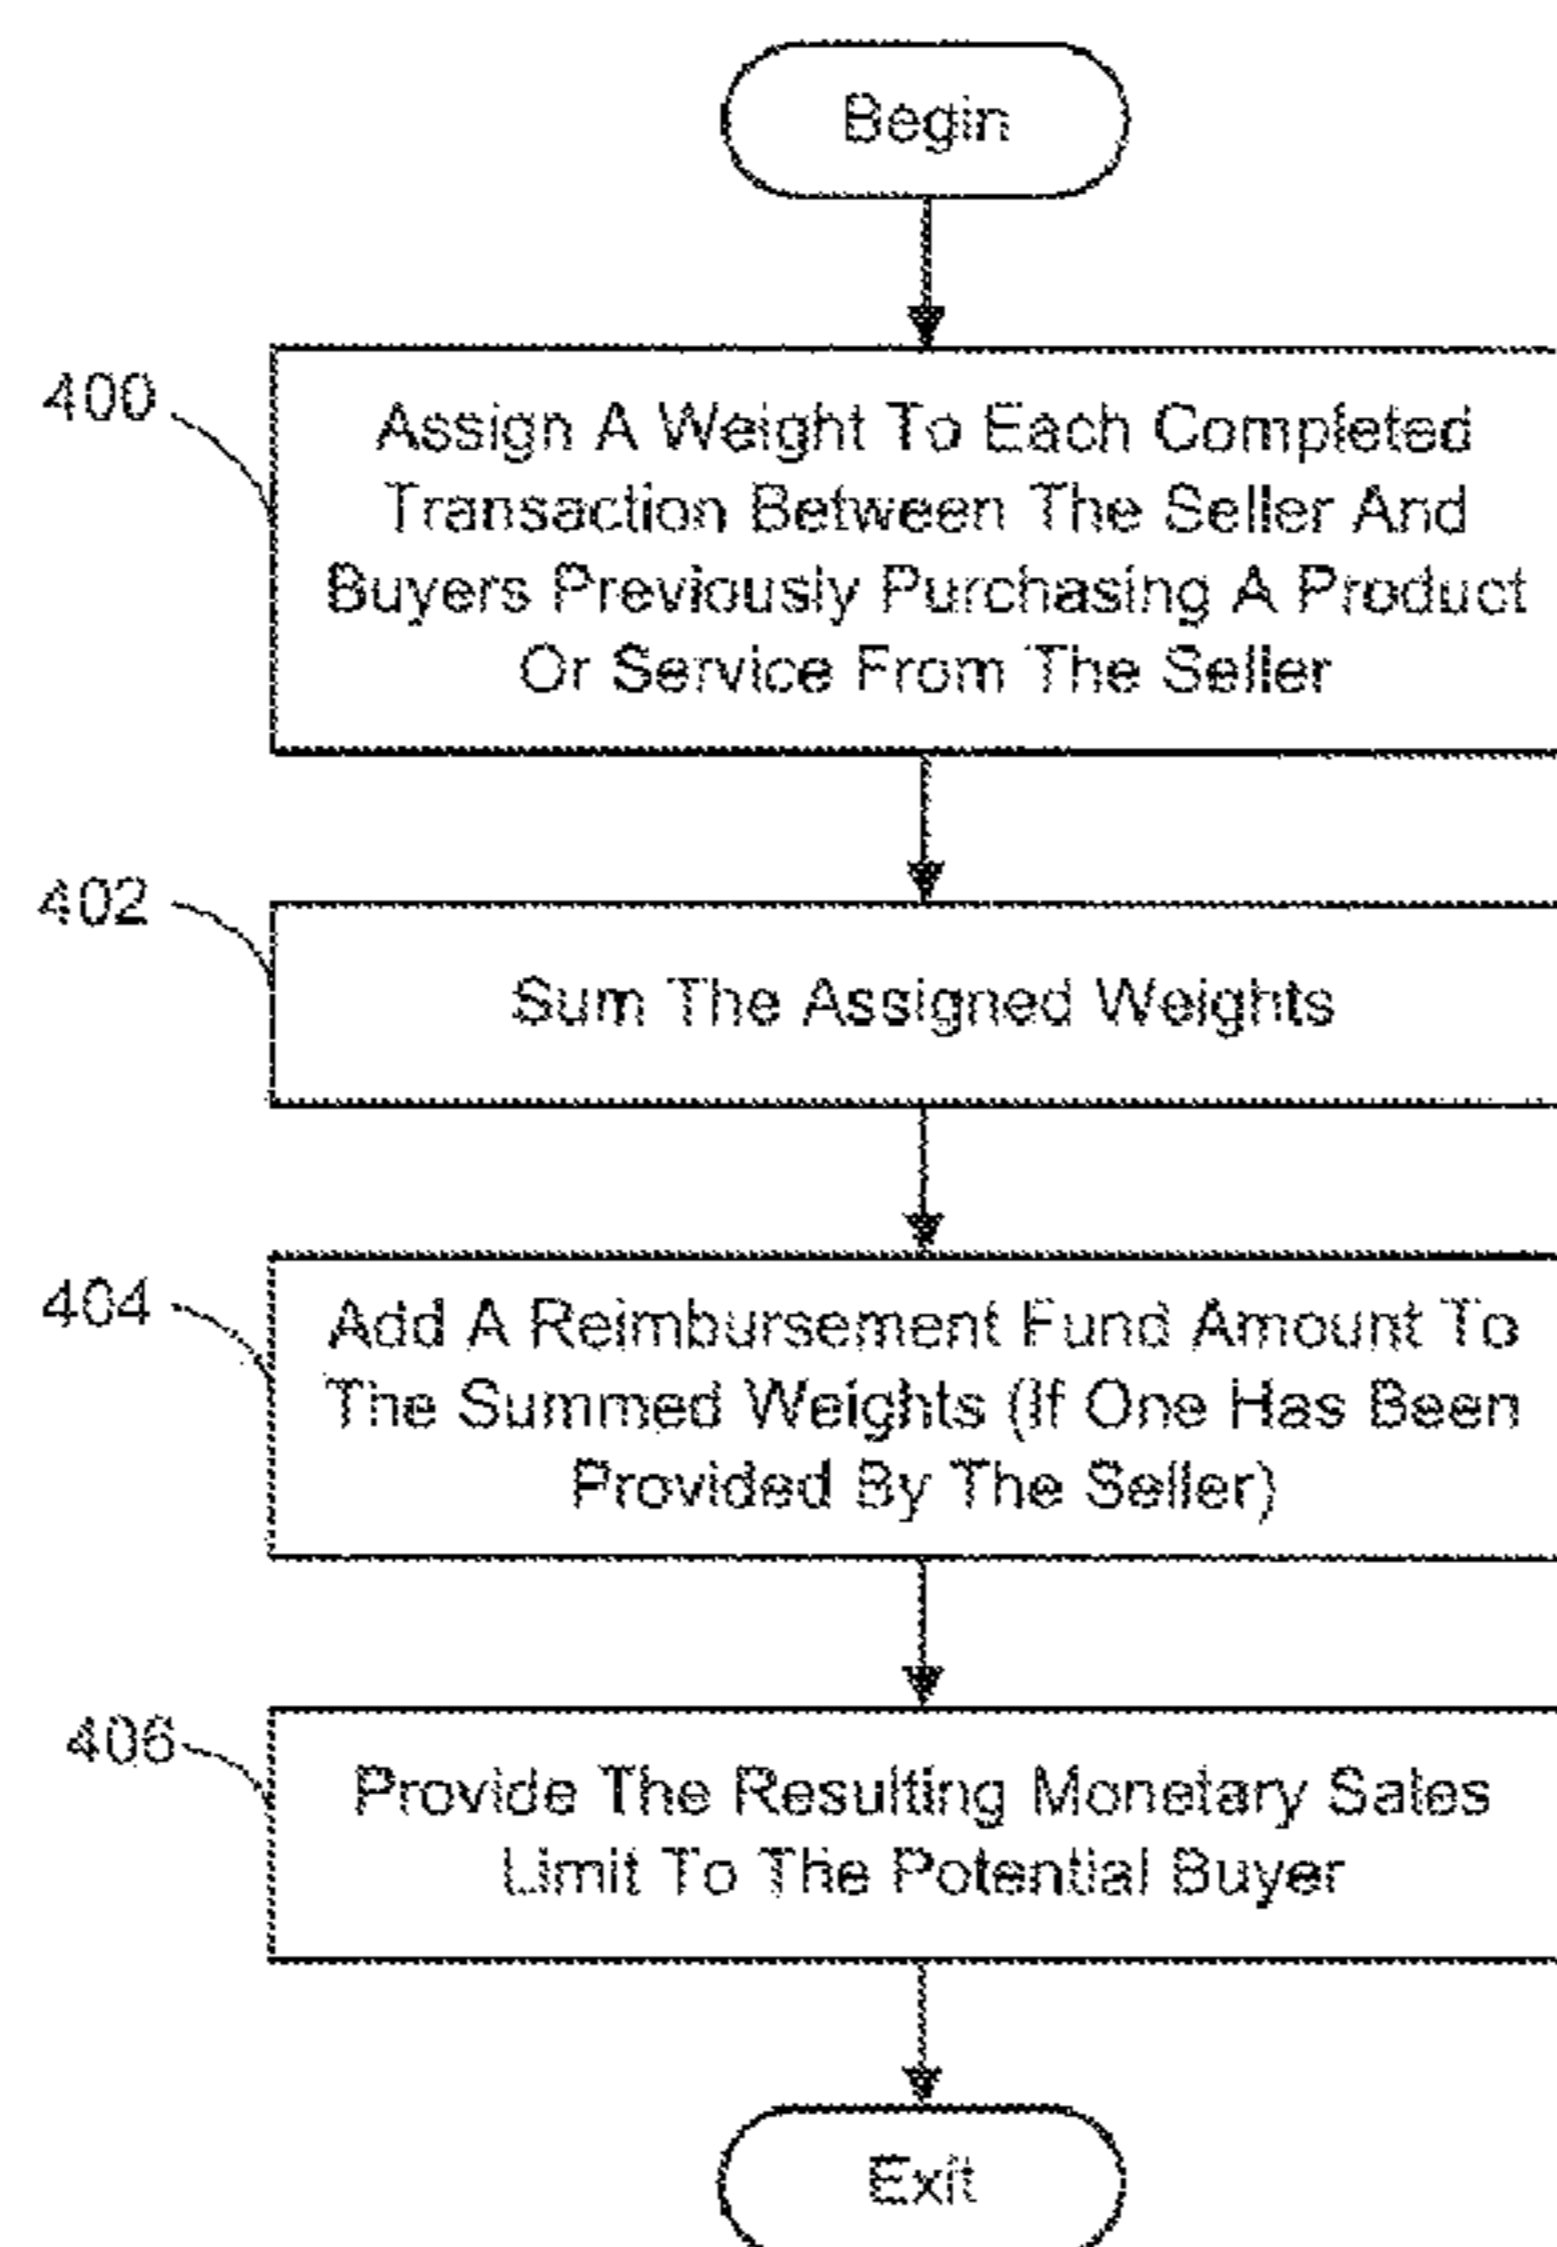 Begin
400
Assign A Weight To Each Completed
Transaction Between The Seller And
Buyers Previously Purchasing A Product
Or Service From The Seller
402
Sum The Assigned Weights
404
Add A Reimbursement Fund Amount To
The Summed Weights (If One Has Been
Provided By The Seller)
406
Provide The Resulting Monetary Sales
Limit To The Potential Buyer
Exit